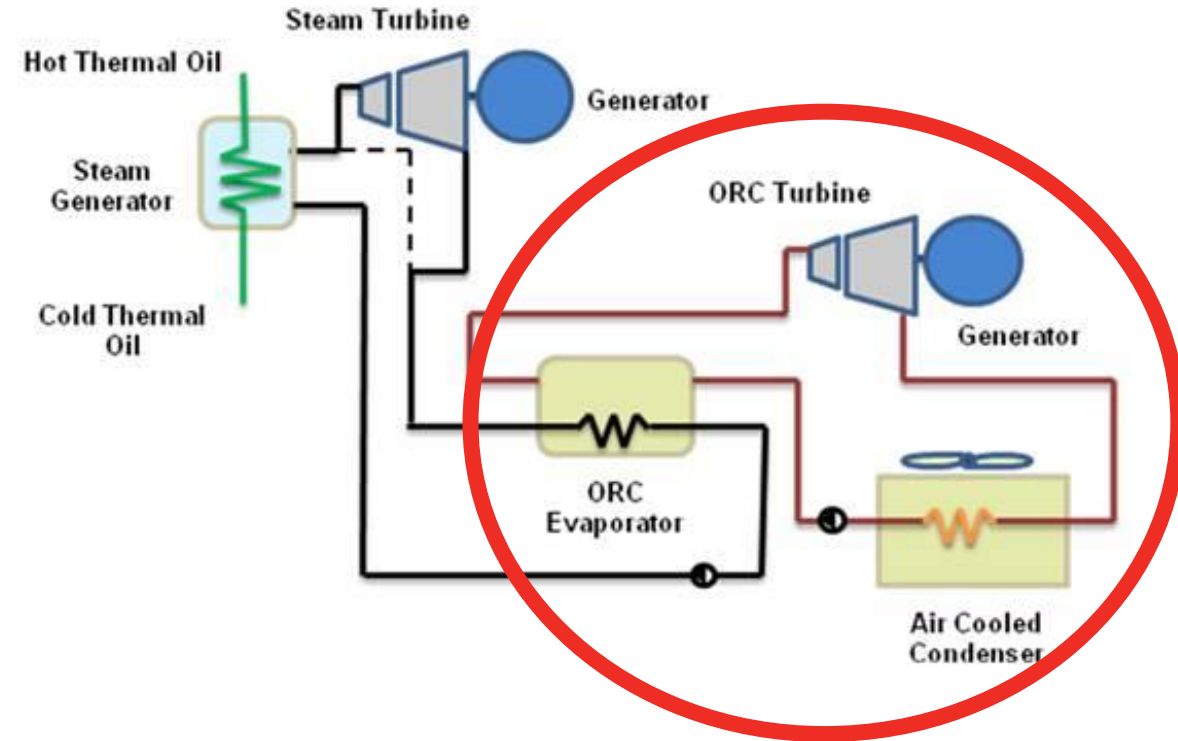 Steam Turbine
Hot Thermal Oil
Generator
Steam
Generator
ORC Turbine
Cold Thermal
Oil
Generator
ORC
Evaporator
Air Cooled
Condenser